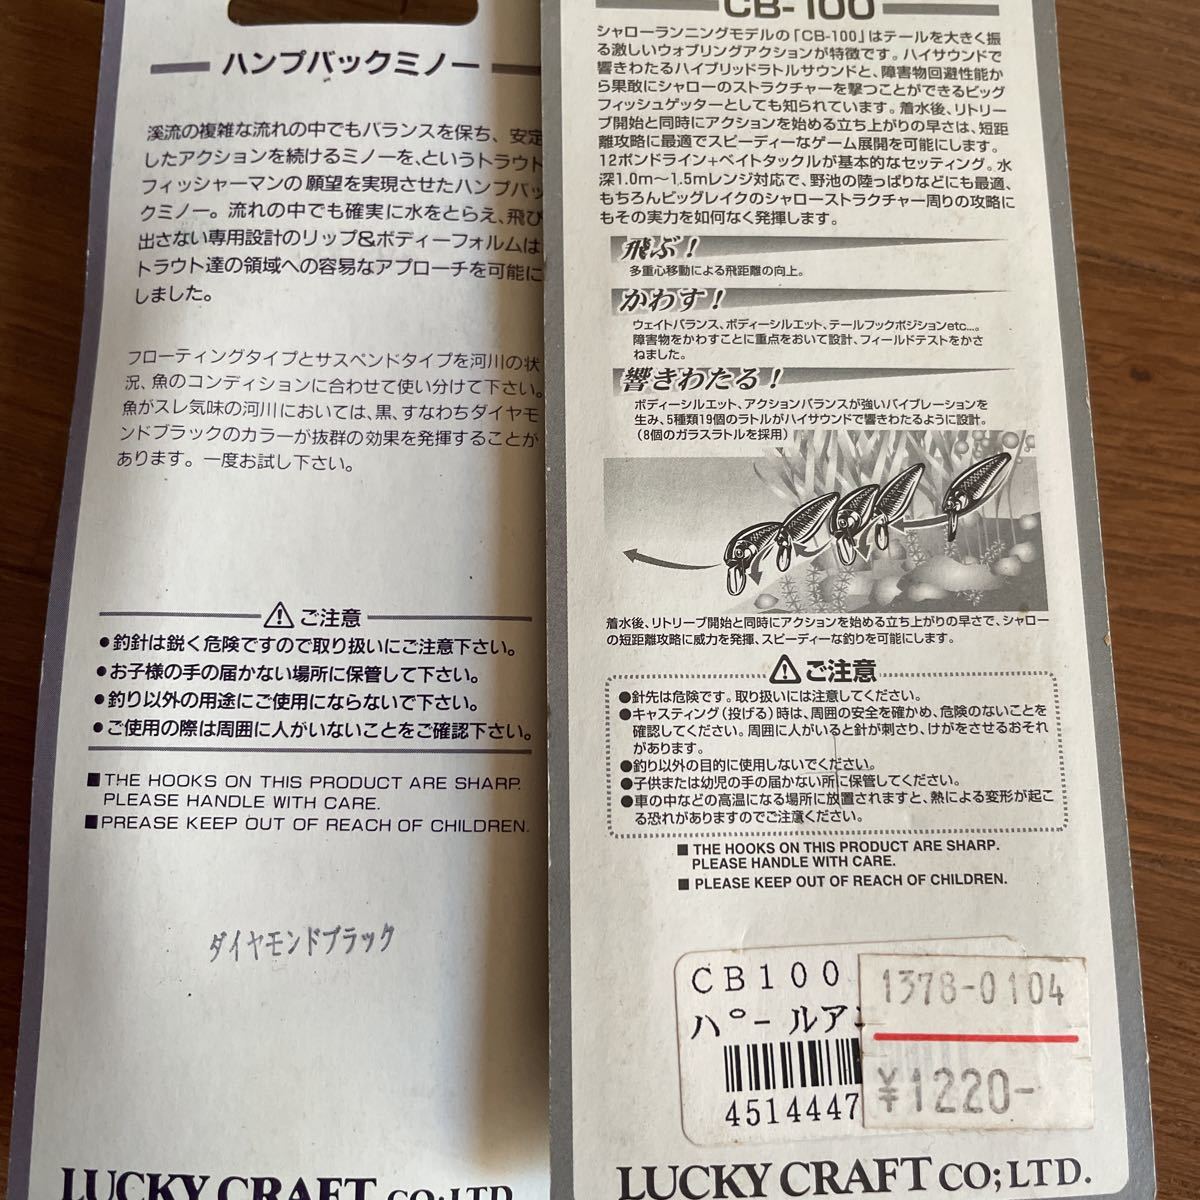 ハンプバックミノー
渓流の複雑な流れの中でもバランスを保ち、安定
したアクションを続けるミノーを、というトラウト
フィッシャーマンの願望を実現させたハンプバッ
クミノー。流れの中でも確実に水をとらえ、飛び
出さない専用設計のリップ&ボディーフォルムは
トラウト達の領域への容易なアプローチを可能に
しました。
フローティングタイプとサスペンドタイプを河川の状
況、魚のコンディションに合わせて使い分けて下さい。
魚がスレ気味の河川においては、黒、すなわちダイヤモ
ンドブラックのカラーが抜群の効果を発揮することが
あります。一度お試し下さい。
ご注意
●釣針は鋭く危険ですので取り扱いにご注意下さい。
●お子様の手の届かない場所に保管して下さい。
●釣り以外の用途にご使用にならないで下さい。
●ご使用の際は周囲に人がいないことをご確認下さい。
■THE HOOKS ON THIS PRODUCT ARE SHARP.
PLEASE HANDLE WITH CARE.
■PREASE KEEP OUT OF REACH OF CHILDREN.
ダイヤモンドブラック
LUCKY CRAFT CO;LTD.
CB-100
シャローランニングモデルの「CB-100」はテールを大きく振
る激しいウォブリングアクションが特徴です。ハイサウンドで
響きわたるハイブリッドラトルサウンドと、障害物回避性能か
ら果敢にシャローのストラクチャーを撃つことができるビッグ
フィッシュゲッターとしても知られています。着水後、リトリー
ブ開始と同時にアクションを始める立ち上がりの早さは、短距
離攻略に最適でスピーディーなゲーム展開を可能にします。
12ポンドライン+ベイトタックルが基本的なセッティング。水
深1.0m〜1.5mレンジ対応で、野池の陸っぱりなどにも最適、
もちろんビッグレイクのシャローストラクチャー周りの攻略に
もその実力を如何なく発揮します。
飛ぶ!
多重心移動による飛距離の向上。
かわす!
ウェイトバランス、ボディーシルエット、テールフックポジションetc…。
障害物をかわすことに重点をおいて設計、フィールドテストをかさ
ねました。
響きわたる!
ボディーシルエット、アクションバランスが強いバイブレーションを
生み、5種類19個のラトルがハイサウンドで響きわたるように設計。
(8個のガラスラトルを採用)
着水後、リトリーブ開始と同時にアクションを始める立ち上がりの早さで、シャロー
の短距離攻略に威力を発揮、スピーディーな釣りを可能にします。
ご注意
●針先は危険です。取り扱いには注意してください。
●キャスティング(投げる)時は、周囲の安全を確かめ、危険のないことを
確認してください。周囲に人がいると針が刺さり、けがをさせるおそれ
があります。
●釣り以外の目的に使用しないでください。
●子供または幼児の手の届かない所に保管してください。
●車の中などの高温になる場所に放置されますと、熱による変形が起こ
る恐れがありますのでご注意ください。
■ THE HOOKS ON THIS PRODUCT ARE SHARP.
PLEASE HANDLE WITH CARE.
■ PLEASE KEEP OUT OF REACH OF CHILDREN.
CB100
パールア
4514447
1378-0104
¥1220-
LUCKY CRAFT CO;LTD.